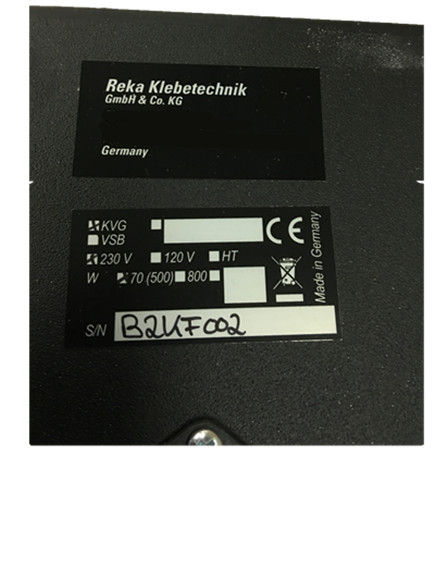 Reka Klebetechnik
GmbH & Co. KG
Germany
KVG
VSB
CE
230 V 120 V HT
W 70 (500) 800
Made in Germany
S/N B2KF002